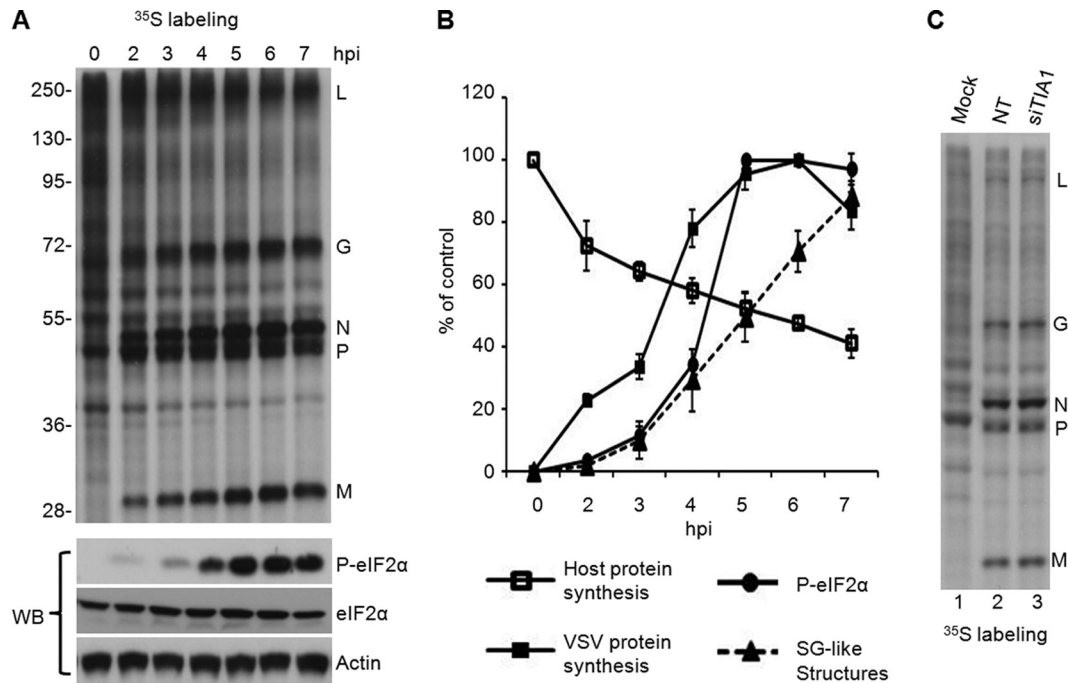 A
35S labeling
0 2 3 4 5 6 7 hpi
250-
130-
95-
72-
55-
36-
28-
L
G
N
P
M
WB
P-eIF2α
eIF2α
Actin
B
% of control
120
100
80
60
40
20
0
0 2 3 4 5 6 7
hpi
Host protein
synthesis
P-eIF2α
VSV protein
synthesis
SG-like
Structures
C
Mock
NT
siTIA1
L
G
N
P
M
1 2 3
35S labeling